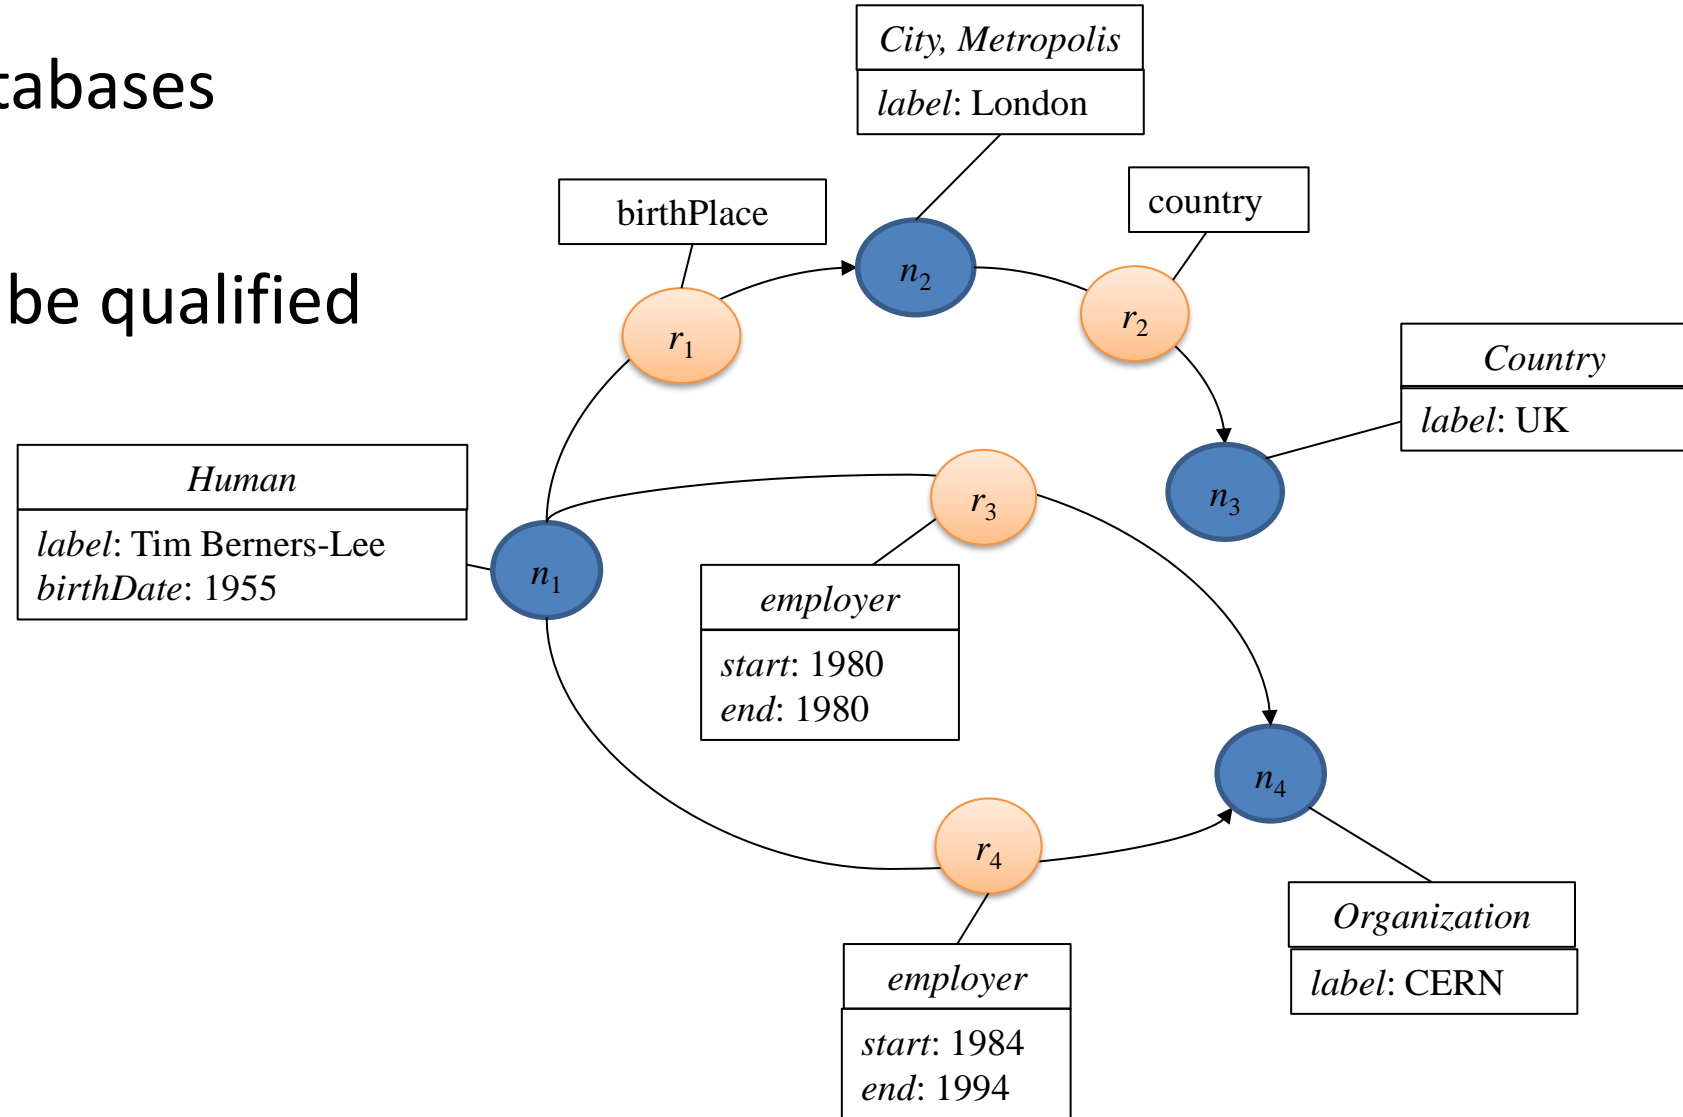 tabases
be qualified
City, Metropolis
label: London
birthPlace
country
n2
r1
r2
Country
label: UK
Human
label: Tim Berners-Lee
birthDate: 1955
n1
r3
n3
employer
start: 1980
end: 1980
n4
r4
Organization
label: CERN
employer
start: 1984
end: 1994